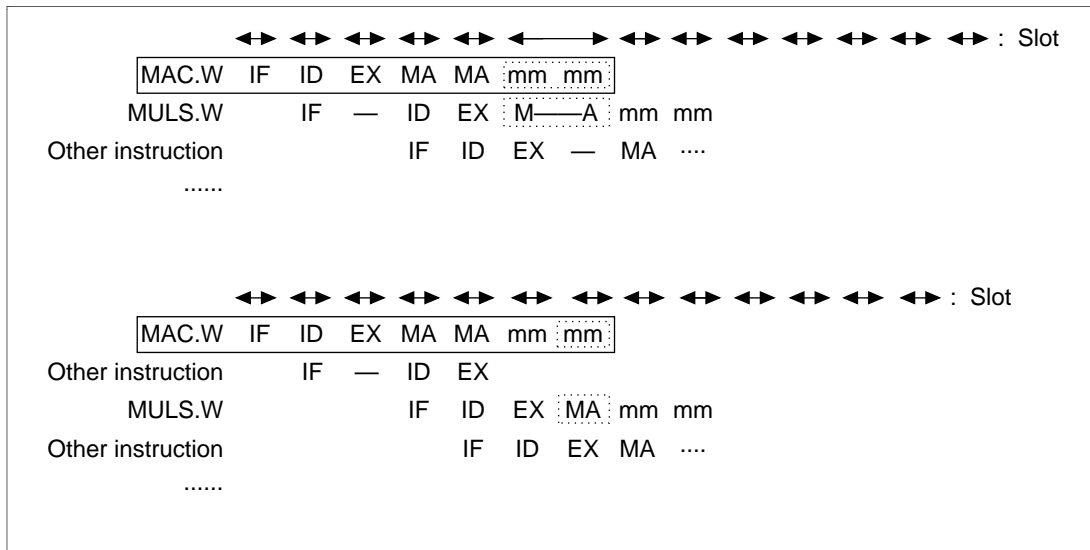 : Slot
MAC.W IF ID EX MA MA mm mm
MULS.W IF — ID EX M——A mm mm
Other instruction IF ID EX — MA ····
······
: Slot
MAC.W IF ID EX MA MA mm mm
Other instruction IF — ID EX
MULS.W IF ID EX MA mm mm
Other instruction IF ID EX MA ····
······